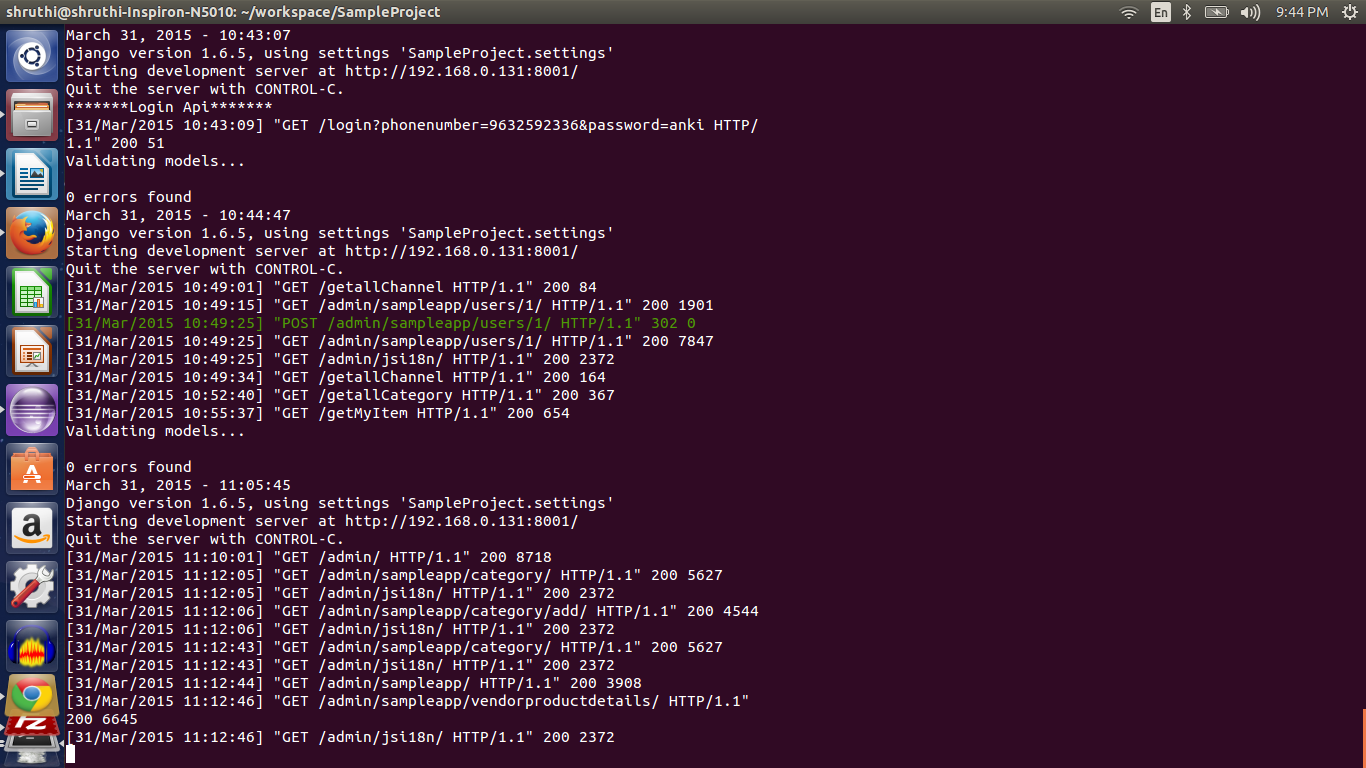 shruthi@shruthi-Inspiron-N5010: ~/workspace/SampleProject
En
9:44 PM
March 31, 2015 - 10:43:07
Django version 1.6.5, using settings 'SampleProject.settings'
Starting development server at http://192.168.0.131:8001/
Quit the server with CONTROL-C.
*******Login Api*******
[31/Mar/2015 10:43:09] "GET /login?phonenumber=9632592336&password=anki HTTP/
1.1" 200 51
Validating models...
0 errors found
March 31, 2015 - 10:44:47
Django version 1.6.5, using settings 'SampleProject.settings'
Starting development server at http://192.168.0.131:8001/
Quit the server with CONTROL-C.
[31/Mar/2015 10:49:01] "GET /getallChannel HTTP/1.1" 200 84
[31/Mar/2015 10:49:15] "GET /admin/sampleapp/users/1/ HTTP/1.1" 200 1901
[31/Mar/2015 10:49:25] "POST /admin/sampleapp/users/1/ HTTP/1.1" 302 0
[31/Mar/2015 10:49:25] "GET /admin/sampleapp/users/1/ HTTP/1.1" 200 7847
[31/Mar/2015 10:49:25] "GET /admin/jsi18n/ HTTP/1.1" 200 2372
[31/Mar/2015 10:49:34] "GET /getallChannel HTTP/1.1" 200 164
[31/Mar/2015 10:52:40] "GET /getallCategory HTTP/1.1" 200 367
[31/Mar/2015 10:55:37] "GET /getMyItem HTTP/1.1" 200 654
Validating models...
0 errors found
March 31, 2015 - 11:05:45
Django version 1.6.5, using settings 'SampleProject.settings'
Starting development server at http://192.168.0.131:8001/
Quit the server with CONTROL-C.
[31/Mar/2015 11:10:01] "GET /admin/ HTTP/1.1" 200 8718
[31/Mar/2015 11:12:05] "GET /admin/sampleapp/category/ HTTP/1.1" 200 5627
[31/Mar/2015 11:12:05] "GET /admin/jsi18n/ HTTP/1.1" 200 2372
[31/Mar/2015 11:12:06] "GET /admin/sampleapp/category/add/ HTTP/1.1" 200 4544
[31/Mar/2015 11:12:06] "GET /admin/jsi18n/ HTTP/1.1" 200 2372
[31/Mar/2015 11:12:43] "GET /admin/sampleapp/category/ HTTP/1.1" 200 5627
[31/Mar/2015 11:12:43] "GET /admin/jsi18n/ HTTP/1.1" 200 2372
[31/Mar/2015 11:12:44] "GET /admin/sampleapp/ HTTP/1.1" 200 3908
[31/Mar/2015 11:12:46] "GET /admin/sampleapp/vendorproductdetails/ HTTP/1.1"
200 6645
[31/Mar/2015 11:12:46] "GET /admin/jsi18n/ HTTP/1.1" 200 2372